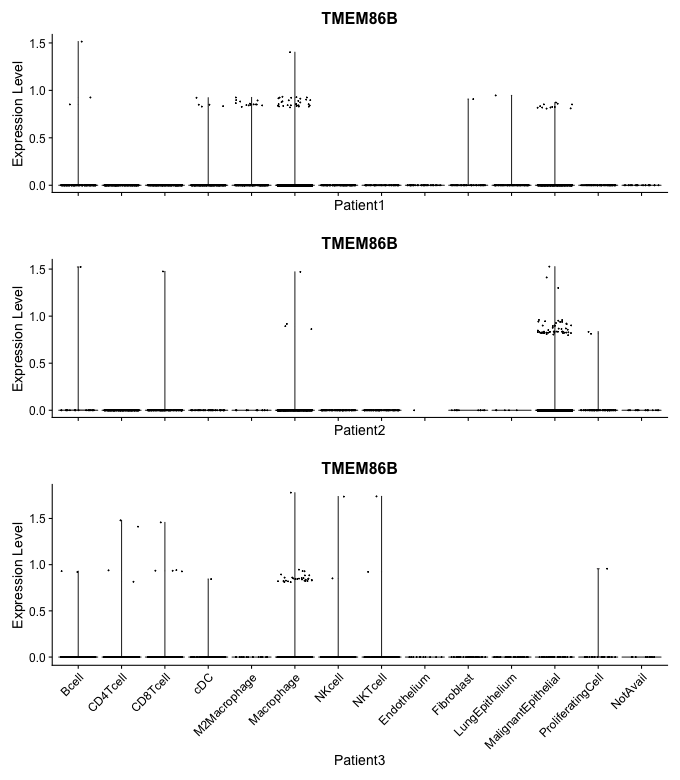 TMEM86B
Expression Level
1.5
1.0
0.5
0.0
Patient1
TMEM86B
Expression Level
1.5
1.0
0.5
0.0
Patient2
TMEM86B
Expression Level
1.5
1.0
0.5
0.0
Bcell
CD4Tcell
CD8Tcell
cDC
M2Macrophage
Macrophage
NKcell
NKTcell
Endothelium
Fibroblast
LungEpithelium
MalignantEpithelial
ProliferatingCell
NotAvail
Patient3